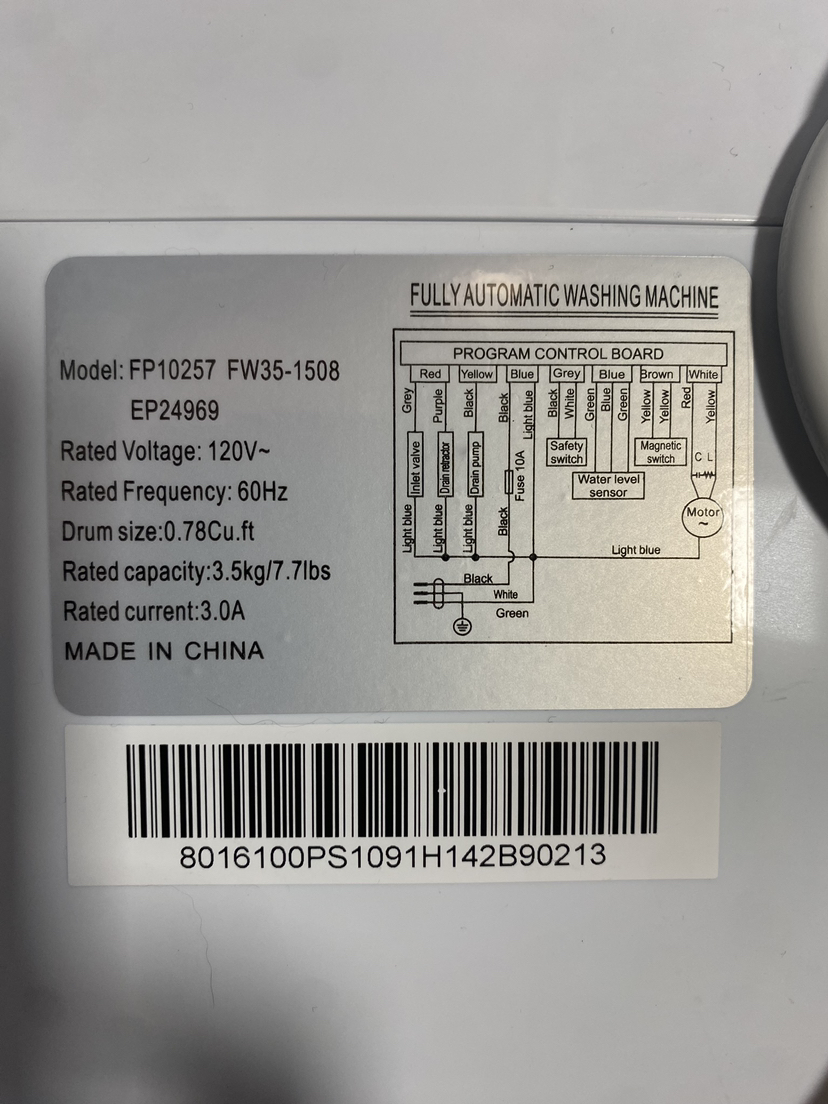 FULLY AUTOMATIC WASHING MACHINE
Model: FP10257 FW35-1508
EP24969
Rated Voltage: 120V~
Rated Frequency: 60Hz
Drum size:0.78Cu.ft
Rated capacity:3.5kg/7.7lbs
Rated current:3.0A
MADE IN CHINA
PROGRAM CONTROL BOARD
Red Yellow Blue Grey Blue Brown White
Grey Purple Black Black Light blue Black White Green Blue Green Yellow Yellow Red Yellow
Inlet valve
Drain retractor
Drain pump
Fuse 10A
Safety
switch
Water level
sensor
Magnetic
switch
C L
Motor
~
Light blue Light blue Light blue Black
Light blue
Black
White
Green
8016100PS1091H142B90213